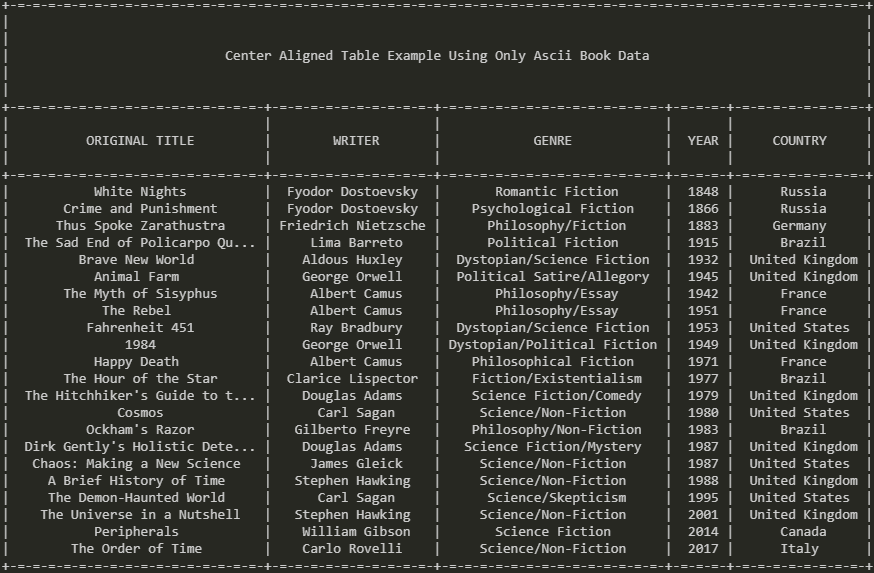 Center Aligned Table Example Using Only Ascii Book Data
ORIGINAL TITLE | WRITER | GENRE | YEAR | COUNTRY
White Nights | Fyodor Dostoevsky | Romantic Fiction | 1848 | Russia
Crime and Punishment | Fyodor Dostoevsky | Psychological Fiction | 1866 | Russia
Thus Spoke Zarathustra | Friedrich Nietzsche | Philosophy/Fiction | 1883 | Germany
The Sad End of Policarpo Qu... | Lima Barreto | Political Fiction | 1915 | Brazil
Brave New World | Aldous Huxley | Dystopian/Science Fiction | 1932 | United Kingdom
Animal Farm | George Orwell | Political Satire/Allegory | 1945 | United Kingdom
The Myth of Sisyphus | Albert Camus | Philosophy/Essay | 1942 | France
The Rebel | Albert Camus | Philosophy/Essay | 1951 | France
Fahrenheit 451 | Ray Bradbury | Dystopian/Science Fiction | 1953 | United States
1984 | George Orwell | Dystopian/Political Fiction | 1949 | United Kingdom
Happy Death | Albert Camus | Philosophical Fiction | 1971 | France
The Hour of the Star | Clarice Lispector | Fiction/Existentialism | 1977 | Brazil
The Hitchhiker's Guide to t... | Douglas Adams | Science Fiction/Comedy | 1979 | United Kingdom
Cosmos | Carl Sagan | Science/Non-Fiction | 1980 | United States
Ockham's Razor | Gilberto Freyre | Philosophy/Non-Fiction | 1983 | Brazil
Dirk Gently's Holistic Dete... | Douglas Adams | Science Fiction/Mystery | 1987 | United Kingdom
Chaos: Making a New Science | James Gleick | Science/Non-Fiction | 1987 | United States
A Brief History of Time | Stephen Hawking | Science/Non-Fiction | 1988 | United Kingdom
The Demon-Haunted World | Carl Sagan | Science/Skepticism | 1995 | United States
The Universe in a Nutshell | Stephen Hawking | Science/Non-Fiction | 2001 | United Kingdom
Peripherals | William Gibson | Science Fiction | 2014 | Canada
The Order of Time | Carlo Rovelli | Science/Non-Fiction | 2017 | Italy